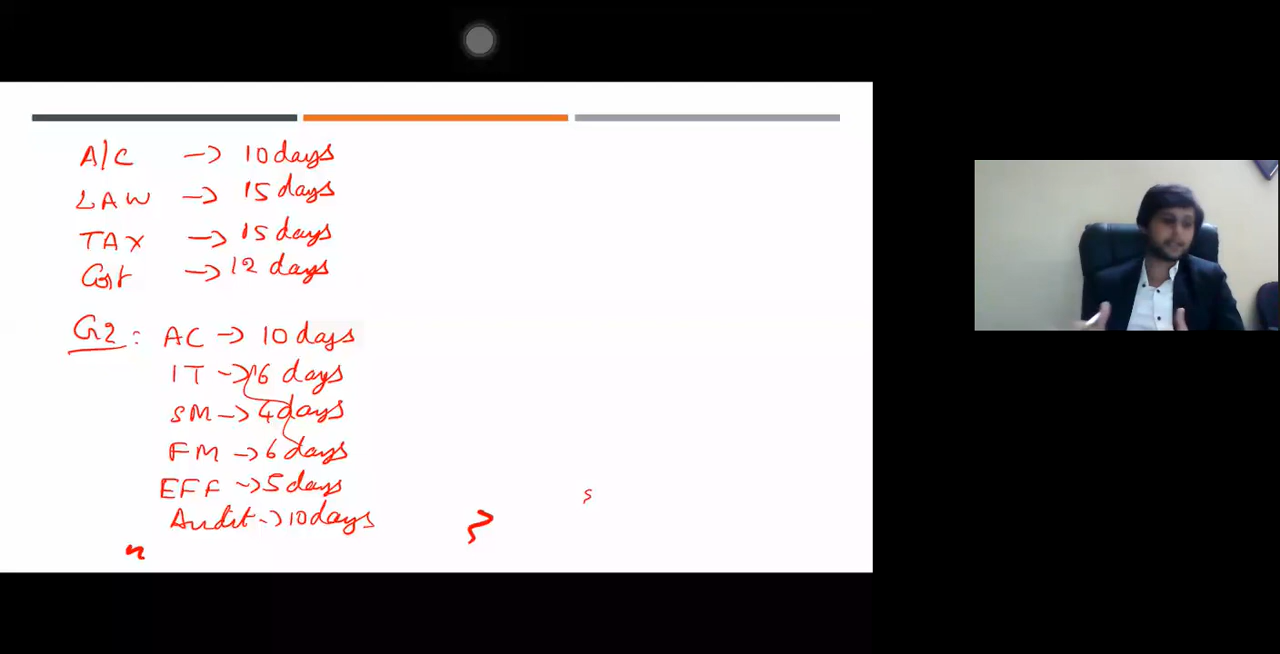 A/C -> 10 days
LAW -> 15 days
TAX -> 15 days
Cost -> 12 days
G2 : AC -> 10 days
IT -> 6 days
SM -> 4 days
FM -> 6 days
EFF -> 5 days
Audit -> 10 days